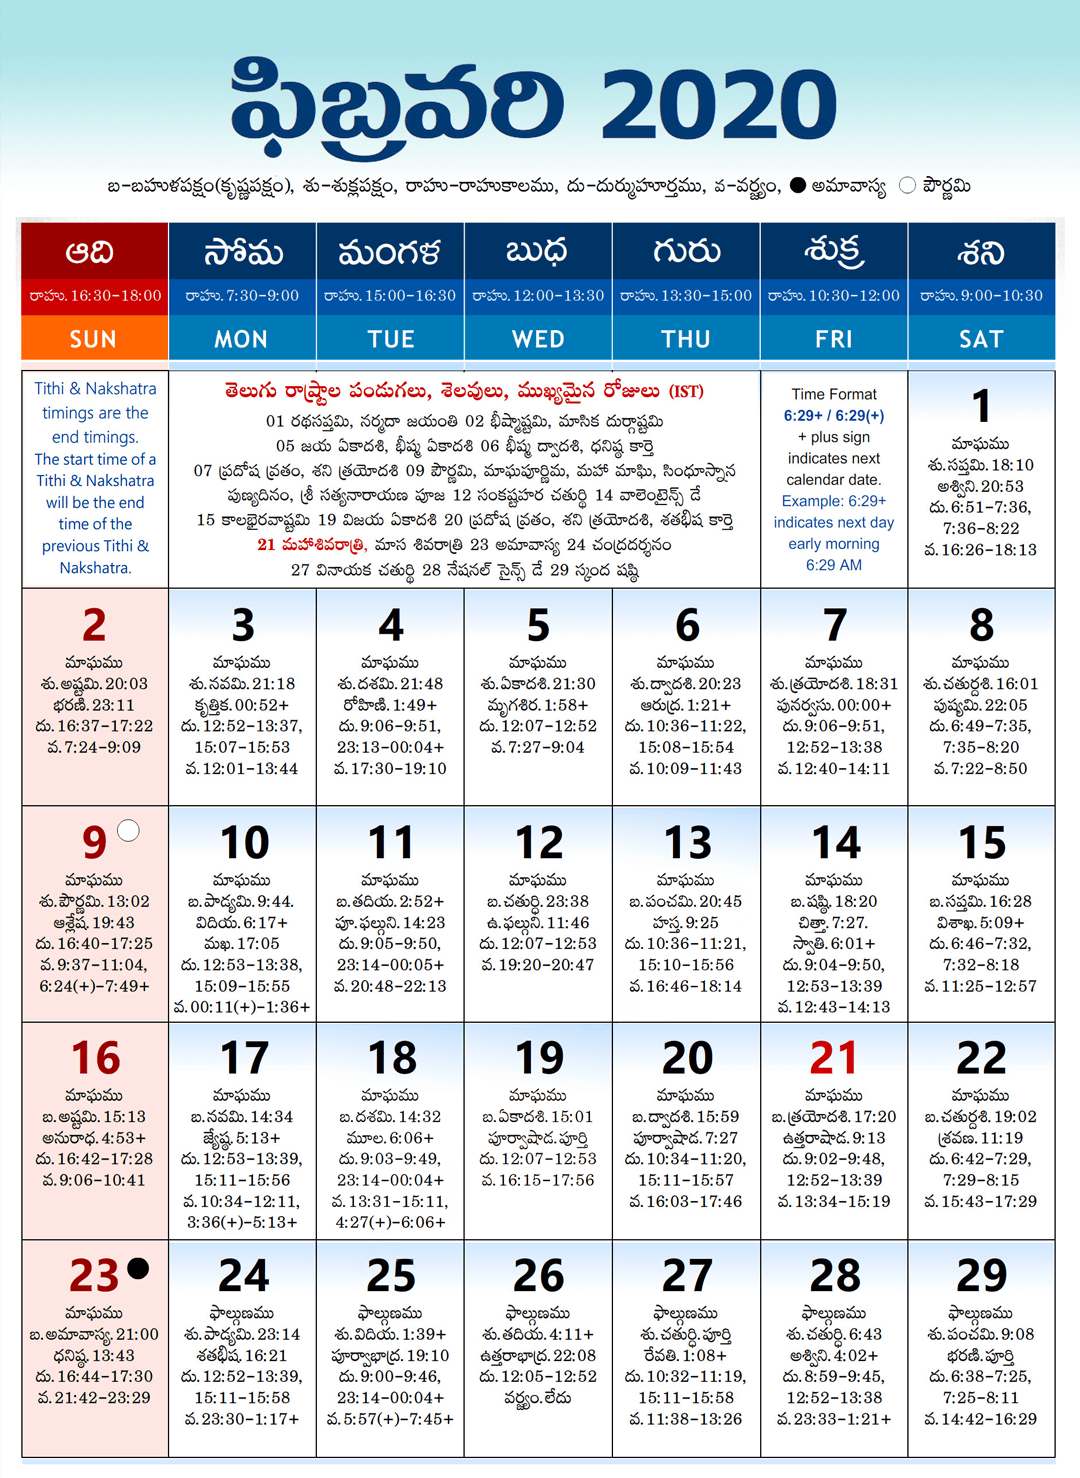 ఫిబ్రవరి 2020
బ-బహుళపక్షం(కృష్ణపక్షం), శు-శుక్లపక్షం, రాహు-రాహుకాలము, దు-దుర్ముహూర్తము, వ-వర్జ్యం, అమావాస్య పౌర్ణమి
ఆది సోమ మంగళ బుధ గురు శుక్ర శని
రాహు.16:30-18:00 రాహు.7:30-9:00 రాహు.15:00-16:30 రాహు.12:00-13:30 రాహు.13:30-15:00 రాహు.10:30-12:00 రాహు.9:00-10:30
SUN MON TUE WED THU FRI SAT
Tithi & Nakshatra
timings are the
end timings.
The start time of a
Tithi & Nakshatra
will be the end
time of the
previous Tithi &
Nakshatra.
తెలుగు రాష్ట్రాల పండుగలు, శెలవులు, ముఖ్యమైన రోజులు (IST)
01 రథసప్తమి, నర్మదా జయంతి 02 భీష్మాష్టమి, మాసిక దుర్గాష్టమి
05 జయ ఏకాదశి, భీష్మ ఏకాదశి 06 భీష్మ ద్వాదశి, ధనిష్ఠ కార్తె
07 ప్రదోష వ్రతం, శని త్రయోదశి 09 పౌర్ణమి, మాఘపూర్ణిమ, మహా మాఘి, సింధూస్నాన
పుణ్యదినం, శ్రీ సత్యనారాయణ పూజ 12 సంకష్టహర చతుర్థి 14 వాలెంటైన్స్ డే
15 కాలభైరవాష్టమి 19 విజయ ఏకాదశి 20 ప్రదోష వ్రతం, శని త్రయోదశి, శతభిష కార్తె
21 మహాశివరాత్రి, మాస శివరాత్రి 23 అమావాస్య 24 చంద్రదర్శనం
27 వినాయక చతుర్థి 28 నేషనల్ సైన్స్ డే 29 స్కంద షష్ఠి
Time Format
6:29+ / 6:29(+)
+ plus sign
indicates next
calendar date.
Example: 6:29+
indicates next day
early morning
6:29 AM
1
మాఘము
శు.సప్తమి.18:10
అశ్విని.20:53
దు.6:51-7:36,
7:36-8:22
వ.16:26-18:13
2
మాఘము
శు.అష్టమి.20:03
భరణి.23:11
దు.16:37-17:22
వ.7:24-9:09
3
మాఘము
శు.నవమి.21:18
కృత్తిక.00:52+
దు.12:52-13:37,
15:07-15:53
వ.12:01-13:44
4
మాఘము
శు.దశమి.21:48
రోహిణి.1:49+
దు.9:06-9:51,
23:13-00:04+
వ.17:30-19:10
5
మాఘము
శు.ఏకాదశి.21:30
మృగశిర.1:58+
దు.12:07-12:52
వ.7:27-9:04
6
మాఘము
శు.ద్వాదశి.20:23
ఆరుద్ర.1:21+
దు.10:36-11:22,
15:08-15:54
వ.10:09-11:43
7
మాఘము
శు.త్రయోదశి.18:31
పునర్వసు.00:00+
దు.9:06-9:51,
12:52-13:38
వ.12:40-14:11
8
మాఘము
శు.చతుర్దశి.16:01
పుష్యమి.22:05
దు.6:49-7:35,
7:35-8:20
వ.7:22-8:50
9
మాఘము
శు.పౌర్ణమి.13:02
ఆశ్లేష.19:43
దు.16:40-17:25
వ.9:37-11:04,
6:24(+)-7:49+
10
మాఘము
బ.పాడ్యమి.9:44.
విదియ.6:17+
మఖ.17:05
దు.12:53-13:38,
15:09-15:55
వ.00:11(+)-1:36+
11
మాఘము
బ.తదియ.2:52+
పూ.ఫల్గుని.14:23
దు.9:05-9:50,
23:14-00:05+
వ.20:48-22:13
12
మాఘము
బ.చతుర్థి.23:38
ఉ.ఫల్గుని.11:46
దు.12:07-12:53
వ.19:20-20:47
13
మాఘము
బ.పంచమి.20:45
హస్త.9:25
దు.10:36-11:21,
15:10-15:56
వ.16:46-18:14
14
మాఘము
బ.షష్ఠి.18:20
చిత్తా.7:27.
స్వాతి.6:01+
దు.9:04-9:50,
12:53-13:39
వ.12:43-14:13
15
మాఘము
బ.సప్తమి.16:28
విశాఖ.5:09+
దు.6:46-7:32,
7:32-8:18
వ.11:25-12:57
16
మాఘము
బ.అష్టమి.15:13
అనురాధ.4:53+
దు.16:42-17:28
వ.9:06-10:41
17
మాఘము
బ.నవమి.14:34
జ్యేష్ఠ.5:13+
దు.12:53-13:39,
15:11-15:56
వ.10:34-12:11,
3:36(+)-5:13+
18
మాఘము
బ.దశమి.14:32
మూల.6:06+
దు.9:03-9:49,
23:14-00:04+
వ.13:31-15:11,
4:27(+)-6:06+
19
మాఘము
బ.ఏకాదశి.15:01
పూర్వాషాడ.పూర్తి
దు.12:07-12:53
వ.16:15-17:56
20
మాఘము
బ.ద్వాదశి.15:59
పూర్వాషాడ.7:27
దు.10:34-11:20,
15:11-15:57
వ.16:03-17:46
21
మాఘము
బ.త్రయోదశి.17:20
ఉత్తరాషాడ.9:13
దు.9:02-9:48,
12:52-13:39
వ.13:34-15:19
22
మాఘము
బ.చతుర్దశి.19:02
శ్రవణ.11:19
దు.6:42-7:29,
7:29-8:15
వ.15:43-17:29
23
మాఘము
బ.అమావాస్య.21:00
ధనిష్ఠ.13:43
దు.16:44-17:30
వ.21:42-23:29
24
ఫాల్గుణము
శు.పాడ్యమి.23:14
శతభిష.16:21
దు.12:52-13:39,
15:11-15:58
వ.23:30-1:17+
25
ఫాల్గుణము
శు.విదియ.1:39+
పూర్వాభాద్ర.19:10
దు.9:00-9:46,
23:14-00:04+
వ.5:57(+)-7:45+
26
ఫాల్గుణము
శు.తదియ.4:11+
ఉత్తరాభాద్ర.22:08
దు.12:05-12:52
వర్జ్యం.లేదు
27
ఫాల్గుణము
శు.చతుర్థి.పూర్తి
రేవతి.1:08+
దు.10:32-11:19,
15:11-15:58
వ.11:38-13:26
28
ఫాల్గుణము
శు.చతుర్థి.6:43
అశ్విని.4:02+
దు.8:59-9:45,
12:52-13:38
వ.23:33-1:21+
29
ఫాల్గుణము
శు.పంచమి.9:08
భరణి.పూర్తి
దు.6:38-7:25,
7:25-8:11
వ.14:42-16:29